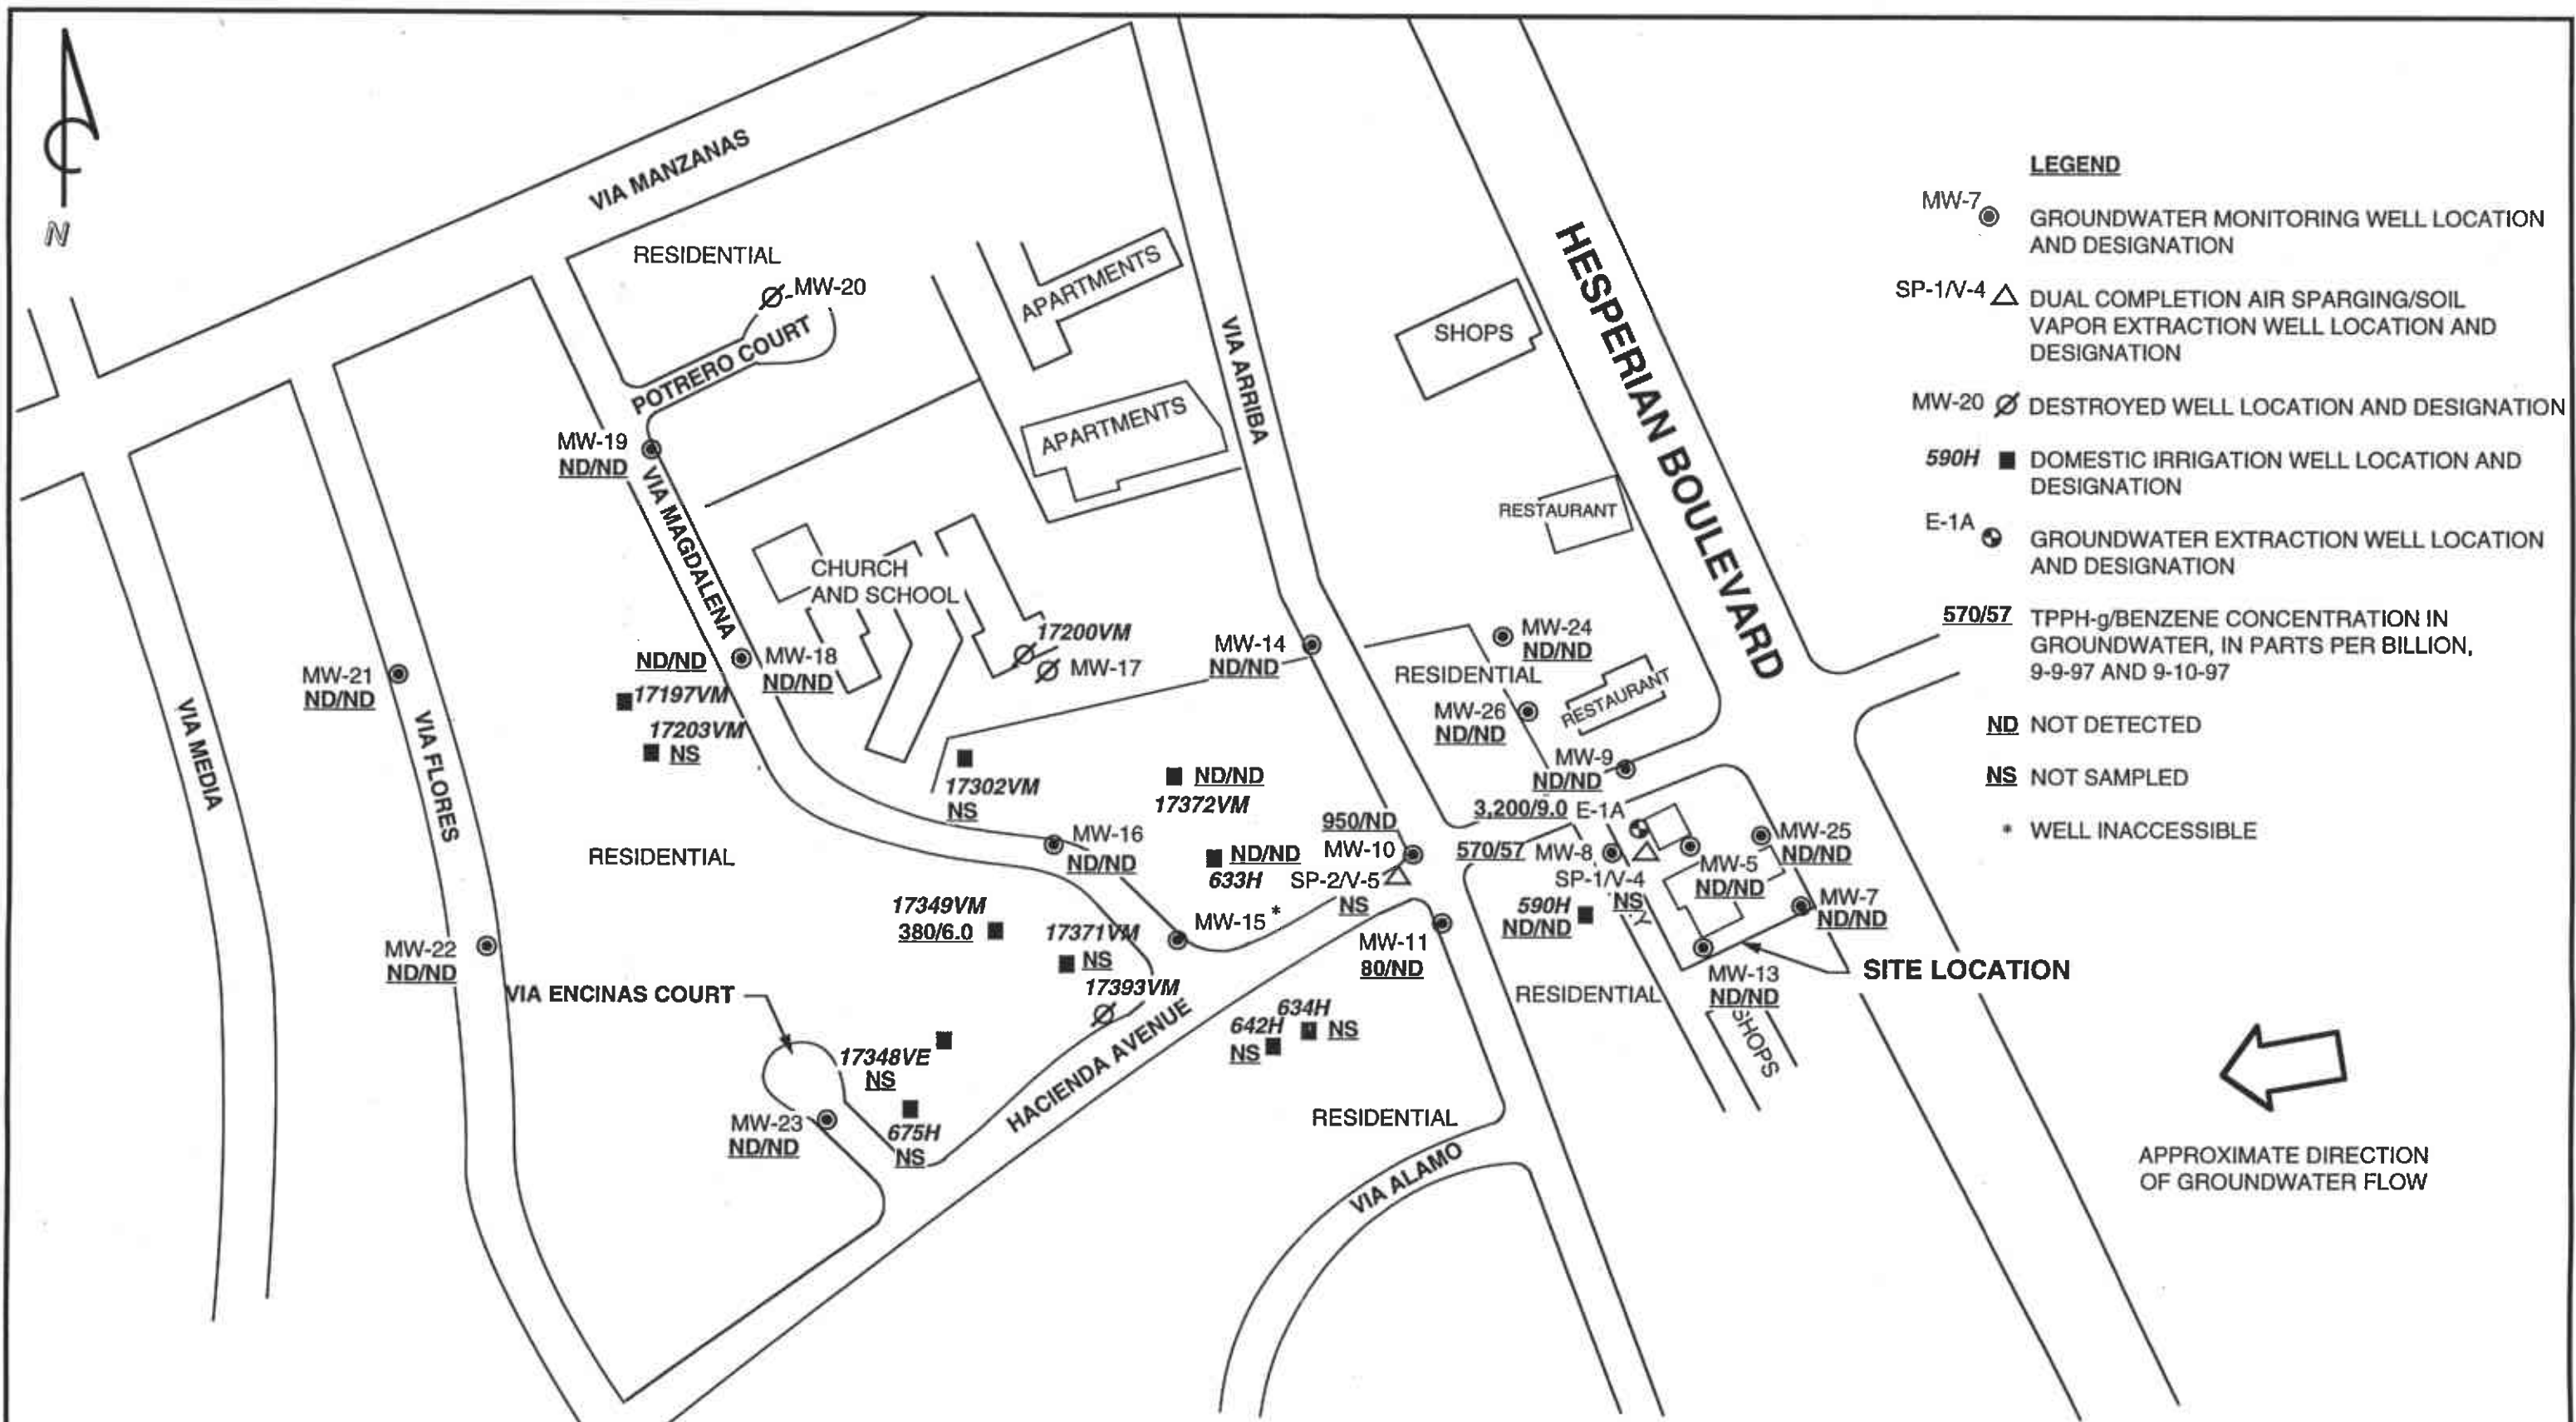 N
VIA MANZANAS
RESIDENTIAL
MW-20
POTRERO COURT
APARTMENTS
APARTMENTS
VIA ARRIBA
SHOPS
HESPERIAN BOULEVARD
RESTAURANT
MW-19
ND/ND
VIA MAGDALENA
CHURCH
AND SCHOOL
17200VM
MW-17
MW-14
ND/ND
MW-24
ND/ND
RESIDENTIAL
RESTAURANT
MW-26
ND/ND
MW-9
ND/ND
ND/ND
MW-18
ND/ND
17197VM
17203VM
NS
MW-21
ND/ND
VIA MEDIA
VIA FLORES
17302VM
NS
ND/ND
17372VM
3,200/9.0 E-1A
950/ND
MW-10
570/57 MW-8
MW-16
ND/ND
ND/ND
633H
SP-2/V-5
NS
SP-1/V-4
NS
MW-5
ND/ND
MW-25
ND/ND
MW-7
ND/ND
RESIDENTIAL
17349VM
380/6.0
17371VM
NS
MW-15 *
590H
ND/ND
MW-11
80/ND
MW-22
ND/ND
17393VM
MW-13
ND/ND
SITE LOCATION
VIA ENCINAS COURT
RESIDENTIAL
SHOPS
634H
NS
642H
NS
17348VE
NS
HACIENDA AVENUE
MW-23
ND/ND
675H
NS
RESIDENTIAL
VIA ALAMO
LEGEND
MW-7
GROUNDWATER MONITORING WELL LOCATION
AND DESIGNATION
SP-1/V-4
DUAL COMPLETION AIR SPARGING/SOIL
VAPOR EXTRACTION WELL LOCATION AND
DESIGNATION
MW-20 DESTROYED WELL LOCATION AND DESIGNATION
590H DOMESTIC IRRIGATION WELL LOCATION AND
DESIGNATION
E-1A
GROUNDWATER EXTRACTION WELL LOCATION
AND DESIGNATION
570/57 TPPH-g/BENZENE CONCENTRATION IN
GROUNDWATER, IN PARTS PER BILLION,
9-9-97 AND 9-10-97
ND NOT DETECTED
NS NOT SAMPLED
* WELL INACCESSIBLE
APPROXIMATE DIRECTION
OF GROUNDWATER FLOW